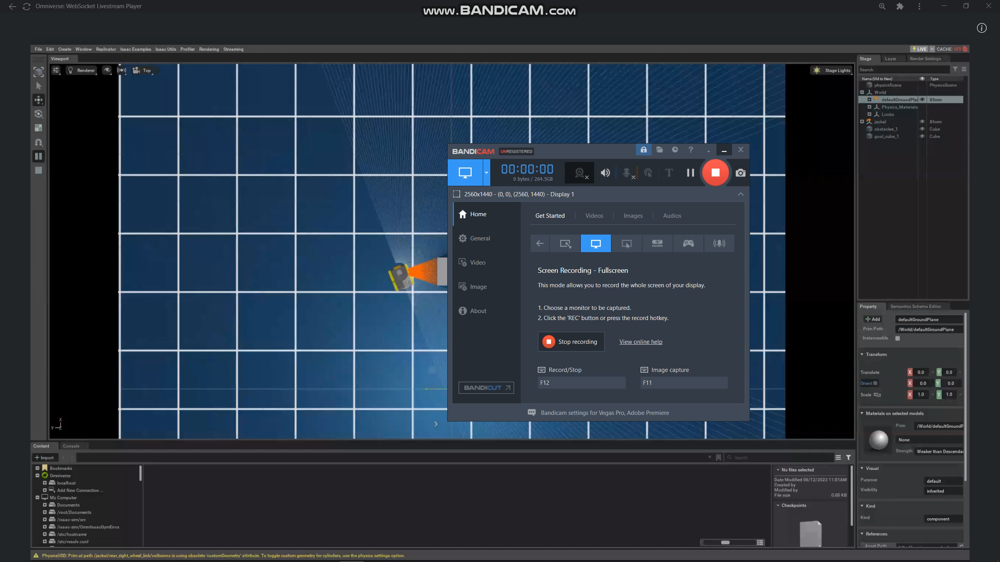 Omniverse: WebSocket Livestream Player
www.BANDICAM.com
File Edit Create Window Replicator Isaac Examples Isaac Utils Profiler Rendering Streaming
LIVE CACHE: OFF
Viewport
Renderer
Top
Stage Lights
Stage Layer Render Settings
Search
Name (Old to New) Type
physicsScene PhysicsScene
World
defaultGroundPla Xform
Physics_Materials
Looks
jackal Xform
obstacles_1 Cube
goal_cube_1 Cube
BANDICAM UNREGISTERED
00:00:00
0 bytes / 264.5GB
2560x1440 - (0, 0), (2560, 1440) - Display 1
Home
General
Video
Image
About
BANDICUT
Get Started Videos Images Audios
HDMI
Screen Recording - Fullscreen
This mode allows you to record the whole screen of your display.
1. Choose a monitor to be captured.
2. Click the 'REC' button or press the record hotkey.
Stop recording
View online help
Record/Stop
F12
Image capture
F11
Bandicam settings for Vegas Pro, Adobe Premiere
X
Y Z
Property Semantics Schema Editor
Add defaultGroundPlane
Prim Path /World/defaultGroundPlane
Instanceable
Transform
Translate X 0.0 Y 0.0
Orient X 0.0 Y 0.0
Scale X 1.0 Y 1.0
Materials on selected models
Prim /World/defaultGroundP
None
Strength Weaker than Descendan
Visual
Purpose default
Visibility inherited
Kind
Kind component
References
Asset Path
Content Console
Import
Search
Bookmarks
Omniverse
localhost
Add New Connection ...
My Computer
Documents
/root/Documents
/isaac-sim/src
/isaac-sim/OmniIsaacGymEnvs
/etc/hostname
/etc/resolv.conf
No files selected
Date Modified 06/12/2023 11:01AM
Created by
Modified by
File size 0.00 KB
Checkpoints
PhysicsUSD: Prim at path /jackal/rear_right_wheel_link/collisions is using obsolete 'customGeometry' attribute. To toggle custom geometry for cylinders, use the physics settings option.